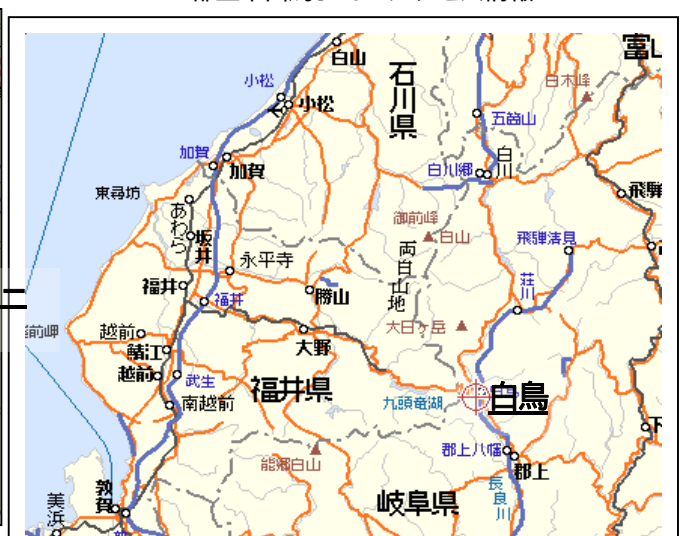 白山
富山
石川県
小松
小松
白木峰
五箇山
加賀
加賀
白川郷
白川
東尋坊
あわら
坂井
御前峰
白山
両白山地
飛騨清見
永平寺
福井
福井
勝山
荘川
大日ヶ岳
越前
鯖江
大野
越前
武生
福井県
九頭竜湖
白鳥
南越前
郡上八幡
郡上
能郷白山
長良川
敦賀
美浜
岐阜県